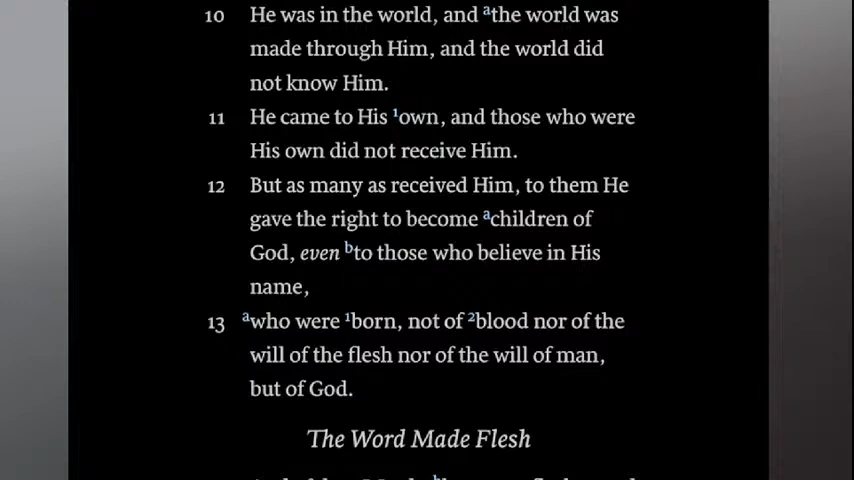 10 He was in the world, and ᵃthe world was
made through Him, and the world did
not know Him.
11 He came to His ¹own, and those who were
His own did not receive Him.
12 But as many as received Him, to them He
gave the right to become ᵃchildren of
God, even ᵇto those who believe in His
name,
13 ᵃwho were ¹born, not of ²blood nor of the
will of the flesh nor of the will of man,
but of God.
The Word Made Flesh